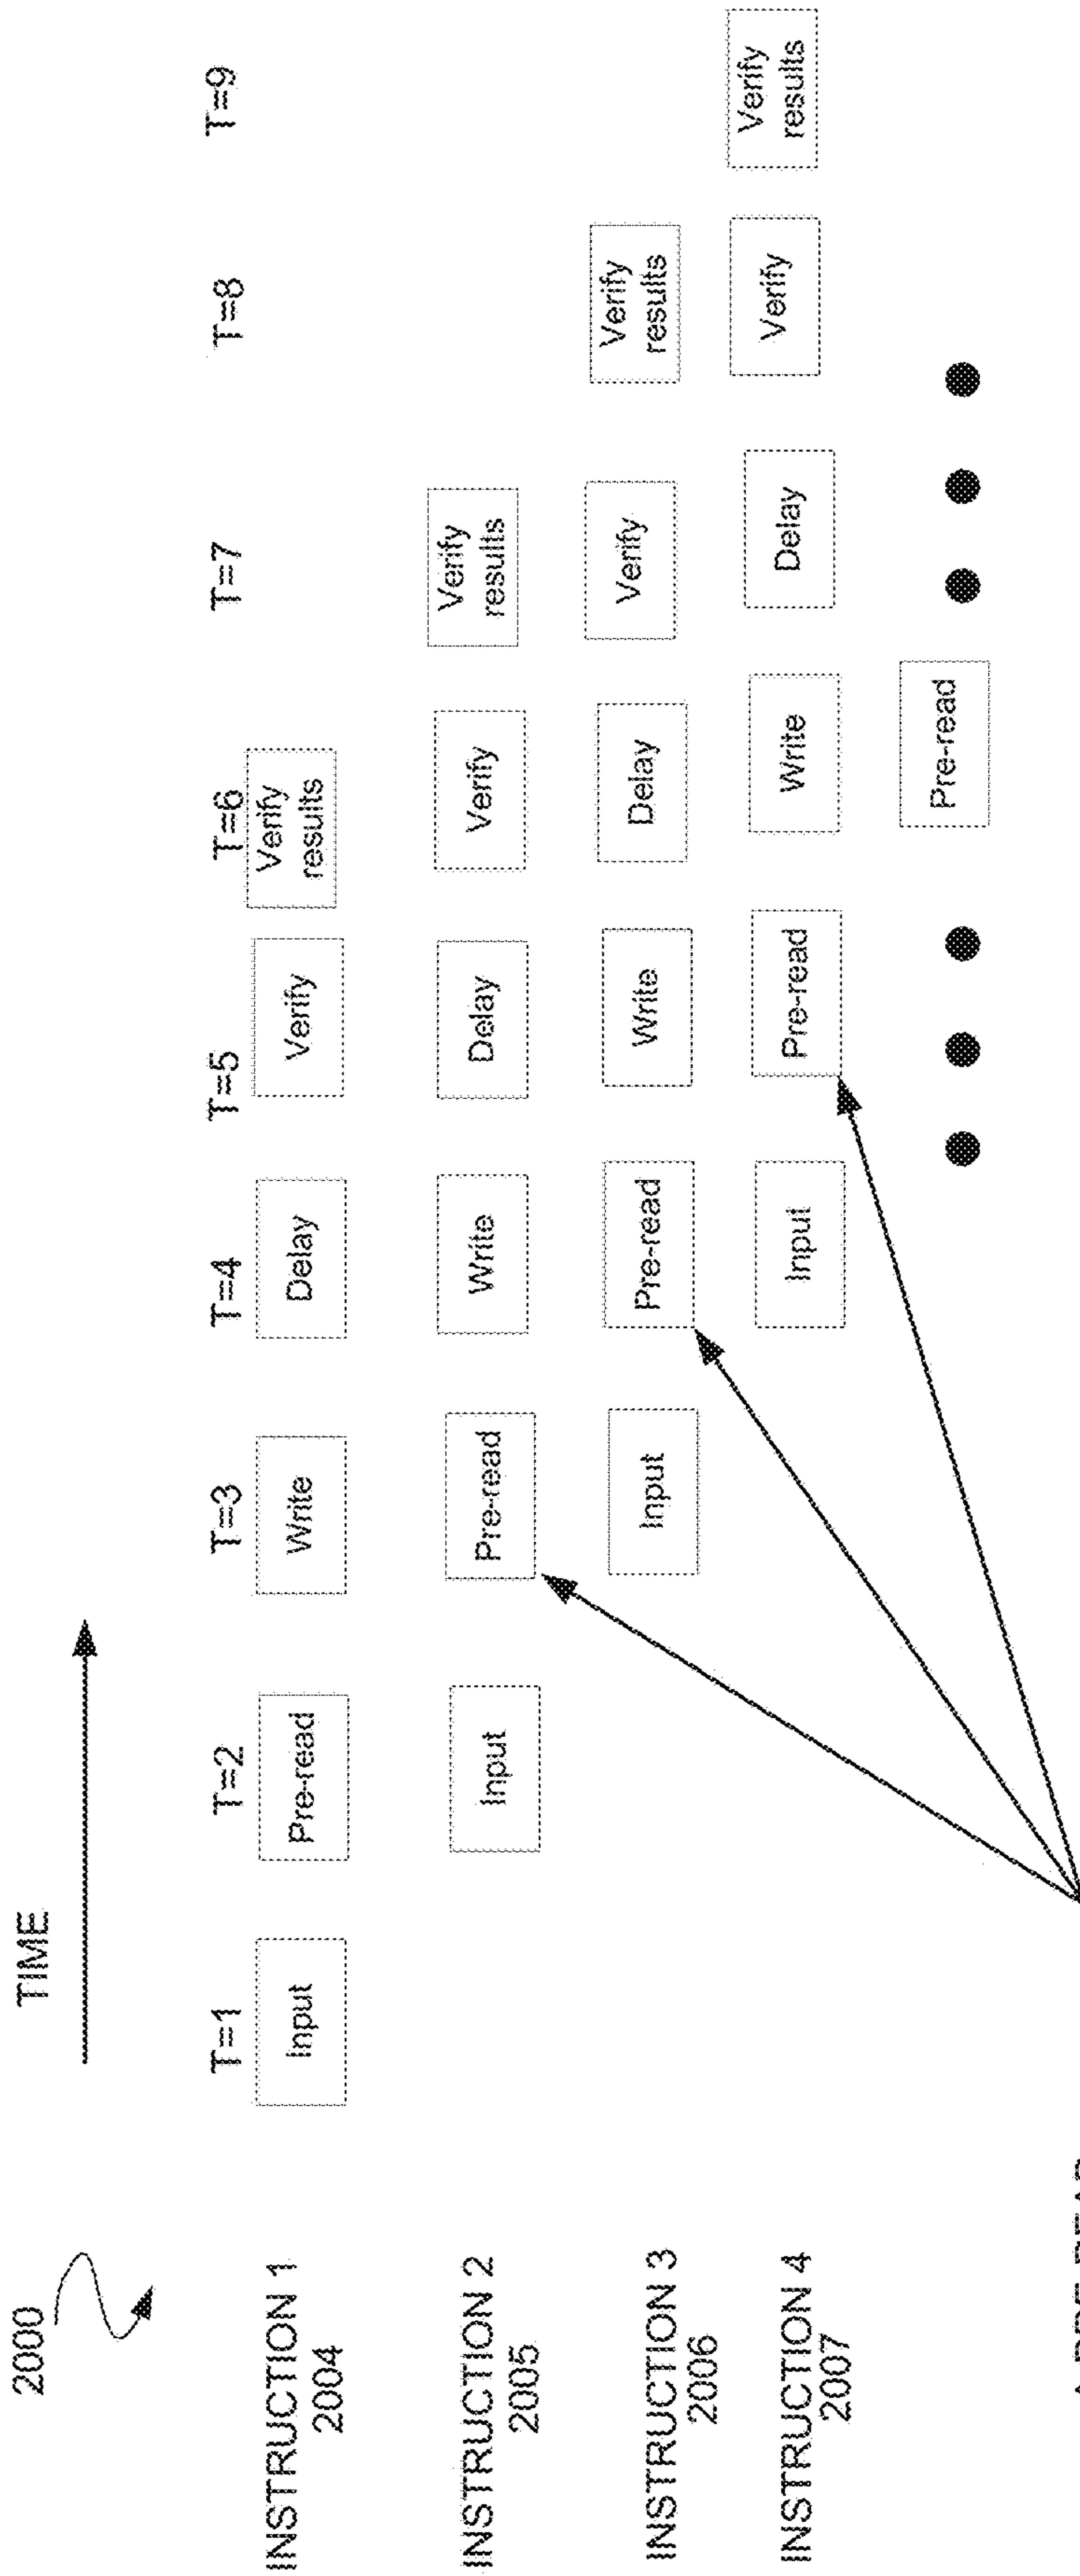 2000
TIME
T=1 T=2 T=3 T=4 T=5 T=6 T=7 T=8 T=9
INSTRUCTION 1
2004
Input Pre-read Write Delay Verify Verify
results
INSTRUCTION 2
2005
Input Pre-read Write Delay Verify Verify
results
INSTRUCTION 3
2006
Input Pre-read Write Delay Verify Verify
results
INSTRUCTION 4
2007
Input Pre-read Write Delay Verify Verify
results
Pre-read